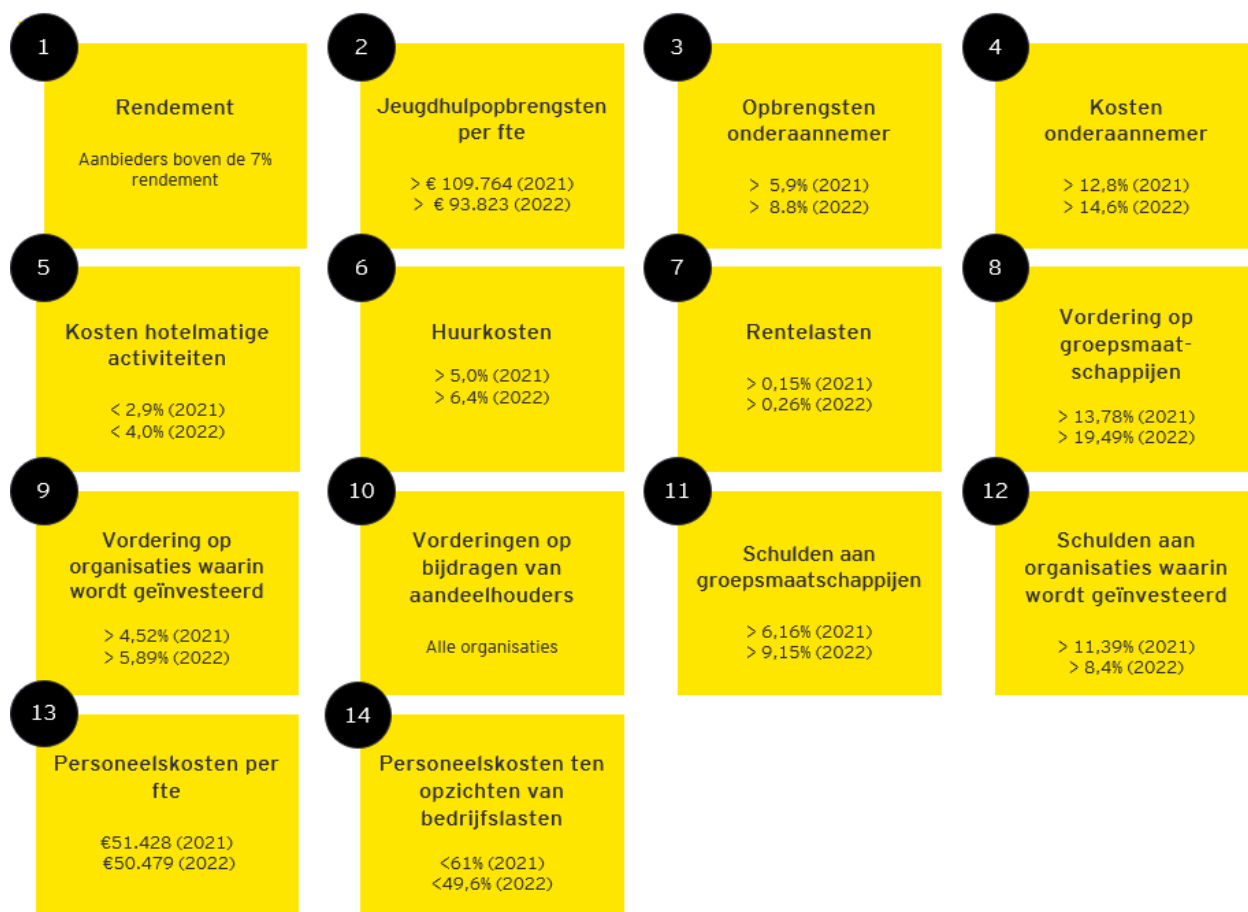 1
Rendement
Aanbieders boven de 7%
rendement
2
Jeugdhulpopbrengsten
per fte
> € 109.764 (2021)
> € 93.823 (2022)
3
Opbrengsten
onderaannemer
> 5,9% (2021)
> 8.8% (2022)
4
Kosten
onderaannemer
> 12,8% (2021)
> 14,6% (2022)
5
Kosten hotelmatige
activiteiten
< 2,9% (2021)
< 4,0% (2022)
6
Huurkosten
> 5,0% (2021)
> 6,4% (2022)
7
Rentelasten
> 0,15% (2021)
> 0,26% (2022)
8
Vordering op
groepsmaat-
schappijen
> 13,78% (2021)
> 19,49% (2022)
9
Vordering op
organisaties waarin
wordt geïnvesteerd
> 4,52% (2021)
> 5,89% (2022)
10
Vorderingen op
bijdragen van
aandeelhouders
Alle organisaties
11
Schulden aan
groepsmaatschappijen
> 6,16% (2021)
> 9,15% (2022)
12
Schulden aan
organisaties waarin
wordt geïnvesteerd
> 11,39% (2021)
> 8,4% (2022)
13
Personeelskosten per
fte
€51.428 (2021)
€50.479 (2022)
14
Personeelskosten ten
opzichten van
bedrijfslasten
<61% (2021)
<49,6% (2022)